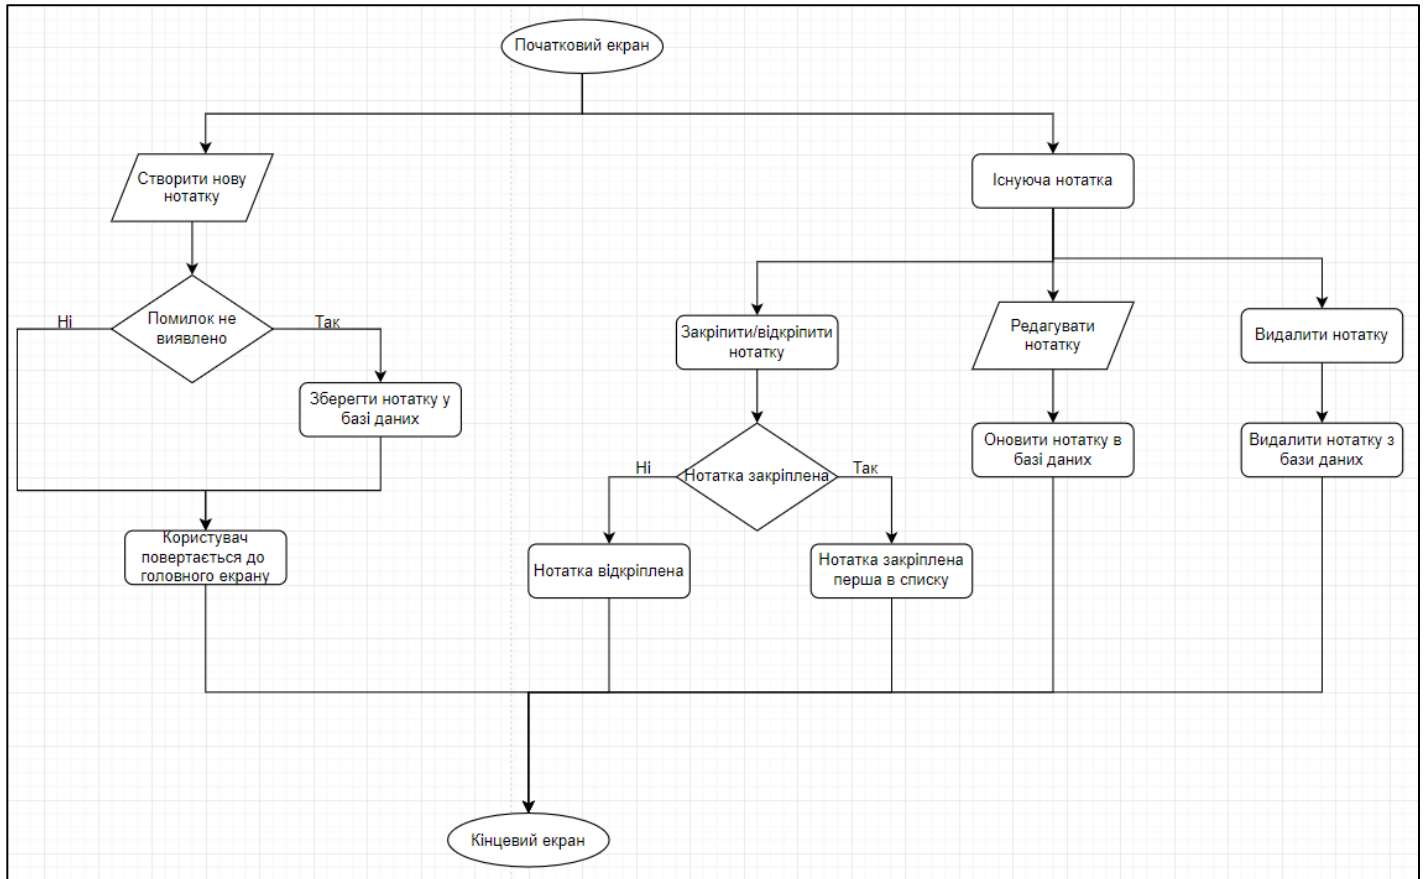 Початковий екран
Створити нову
нотатку
Існуюча нотатка
Помилок не
виявлено
Ні
Так
Зберегти нотатку у
базі даних
Користувач
повертається до
головного екрану
Закріпити/відкріпити
нотатку
Редагувати
нотатку
Видалити нотатку
Нотатка закріплена
Ні
Так
Оновити нотатку в
базі даних
Видалити нотатку з
бази даних
Нотатка відкріплена
Нотатка закріплена
перша в списку
Кінцевий екран